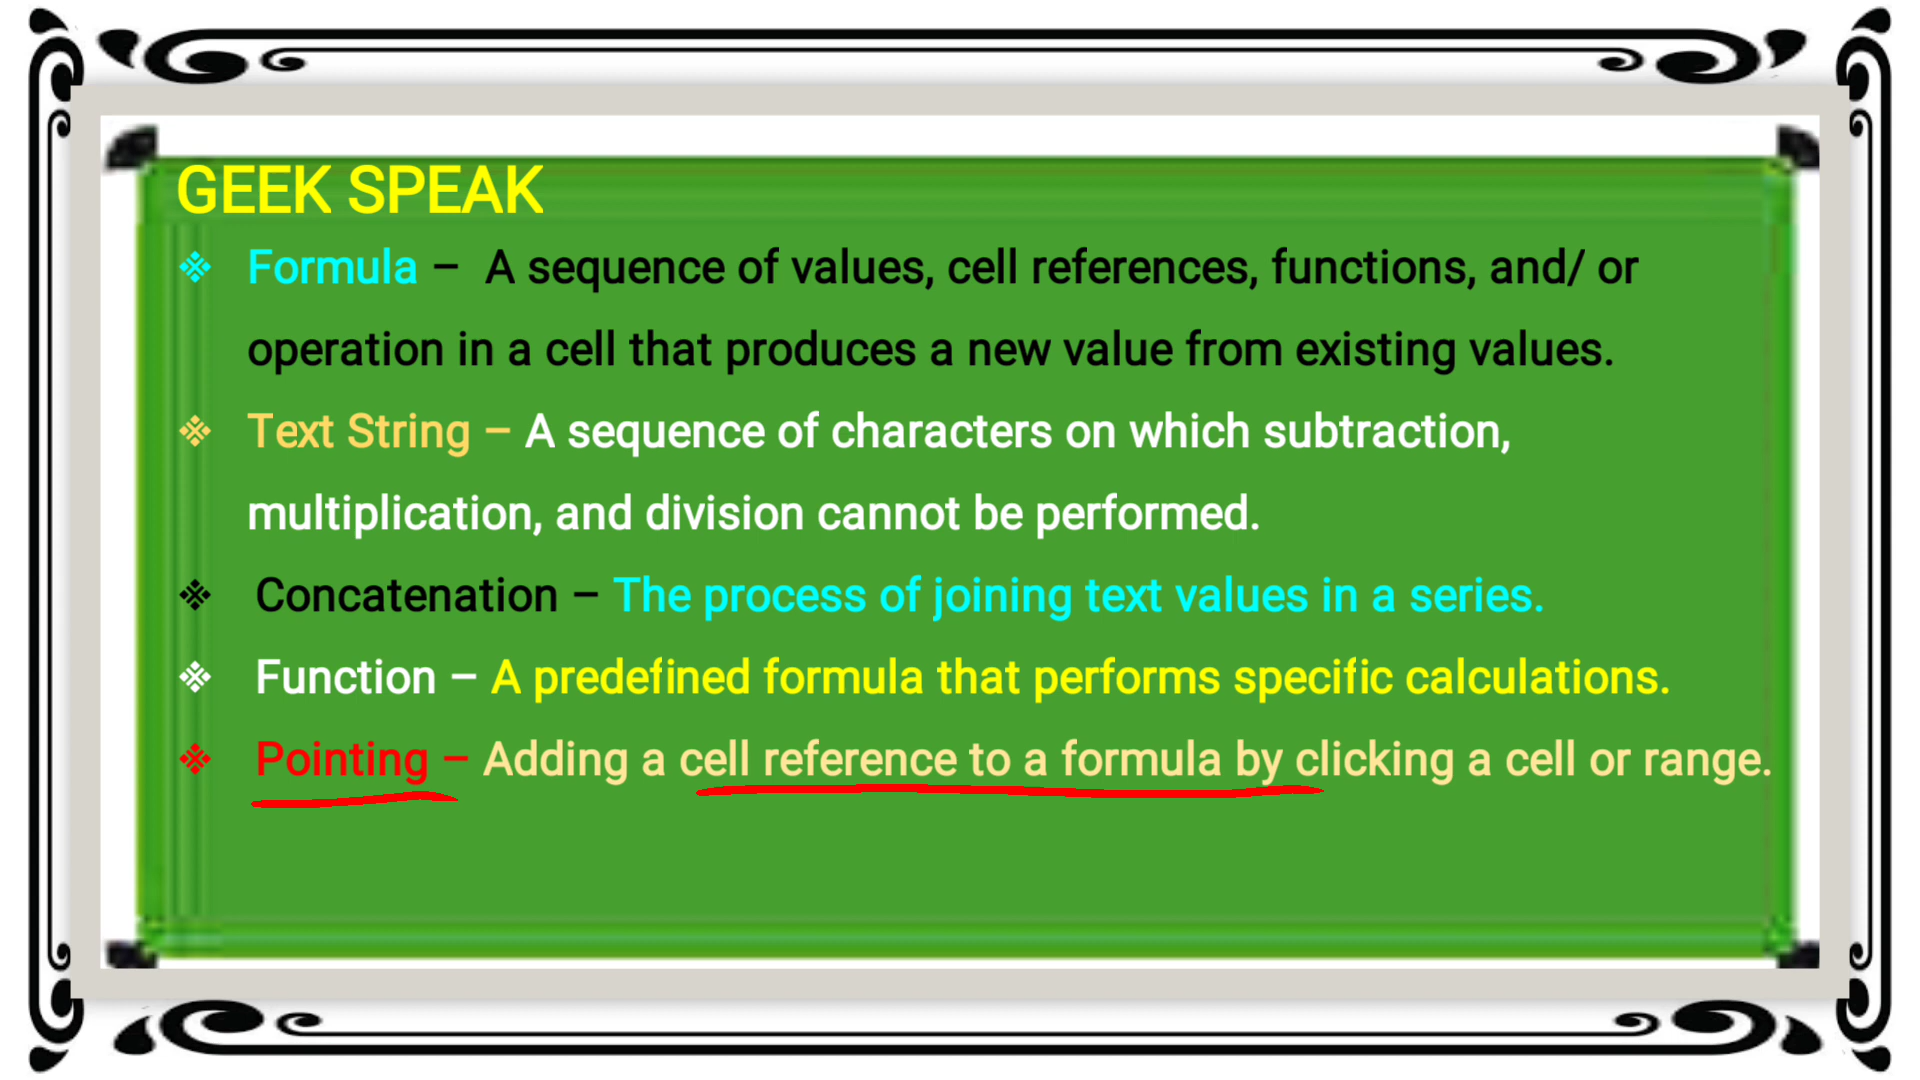 GEEK SPEAK
❖ Formula – A sequence of values, cell references, functions, and/ or
operation in a cell that produces a new value from existing values.
❖ Text String – A sequence of characters on which subtraction,
multiplication, and division cannot be performed.
❖ Concatenation – The process of joining text values in a series.
❖ Function – A predefined formula that performs specific calculations.
❖ Pointing – Adding a cell reference to a formula by clicking a cell or range.